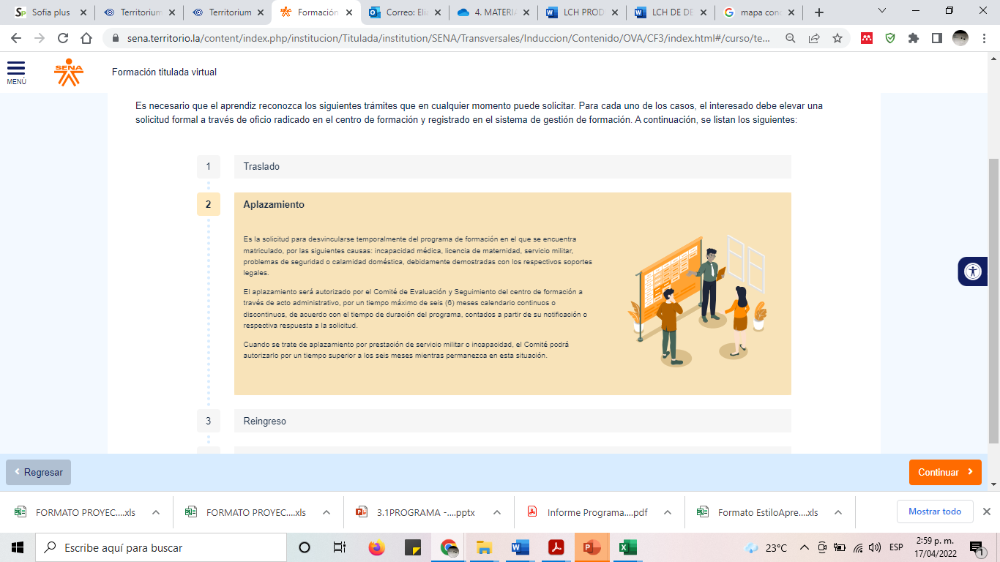 Sofia plus
Territorium
Territorium
Formación
Correo: Eli
4. MATERIA
LCH PROD
LCH DE DE
mapa conc
sena.territorio.la/content/index.php/institucion/Titulada/institution/SENA/Transversales/Induccion/Contenido/OVA/CF3/index.html#/curso/te...
MENÚ
SENA
Formación titulada virtual
Es necesario que el aprendiz reconozca los siguientes trámites que en cualquier momento puede solicitar. Para cada uno de los casos, el interesado debe elevar una
solicitud formal a través de oficio radicado en el centro de formación y registrado en el sistema de gestión de formación. A continuación, se listan los siguientes:
1 Traslado
2 Aplazamiento
Es la solicitud para desvincularse temporalmente del programa de formación en el que se encuentra
matriculado, por las siguientes causas: incapacidad médica, licencia de maternidad, servicio militar,
problemas de seguridad o calamidad doméstica, debidamente demostradas con los respectivos soportes
legales.
El aplazamiento será autorizado por el Comité de Evaluación y Seguimiento del centro de formación a
través de acto administrativo, por un tiempo máximo de seis (6) meses calendario continuos o
discontinuos, de acuerdo con el tiempo de duración del programa, contados a partir de su notificación o
respectiva respuesta a la solicitud.
Cuando se trate de aplazamiento por prestación de servicio militar o incapacidad, el Comité podrá
autorizarlo por un tiempo superior a los seis meses mientras permanezca en esta situación.
3 Reingreso
Regresar
Continuar
FORMATO PROYEC....xls
FORMATO PROYEC....xls
3.1PROGRAMA -....pptx
Informe Programa....pdf
Formato EstiloApre....xls
Mostrar todo
Escribe aquí para buscar
23°C
ESP
2:59 p. m.
17/04/2022
1